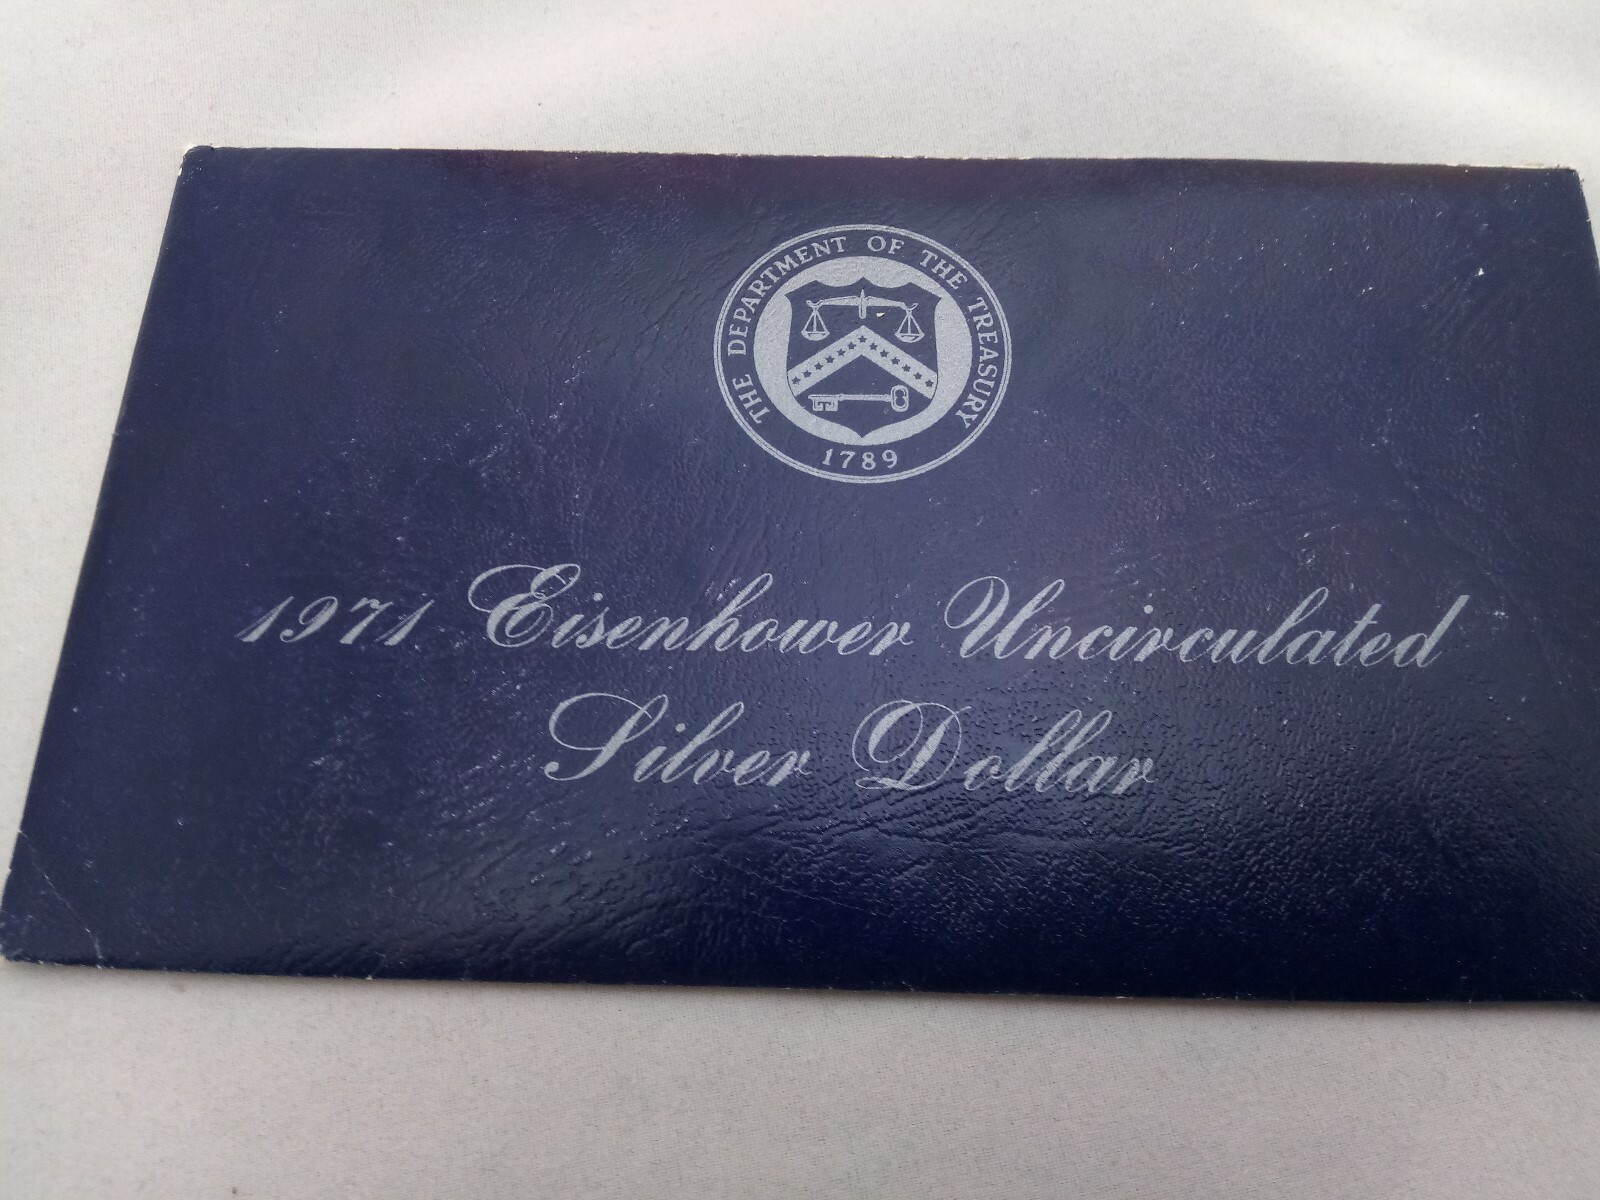 THE DEPARTMENT OF THE TREASURY
1789
1971 Eisenhower Uncirculated
Silver Dollar